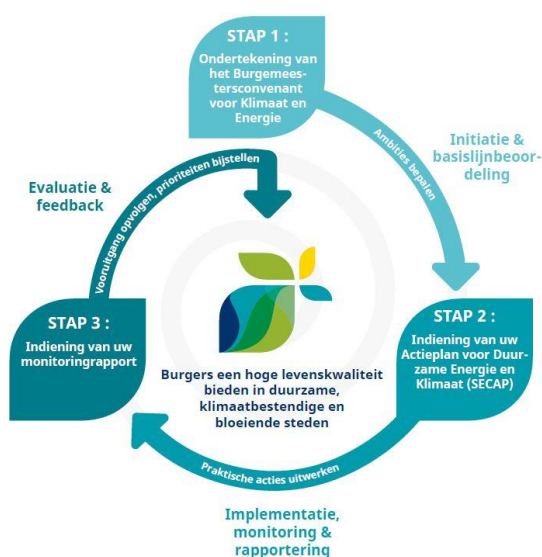 STAP 1 :
Ondertekening van
het Burgemees-
tersconvenant
voor Klimaat en
Energie
Ambities bepalen
Initiatie &
basislijnbeoor-
deling
STAP 2 :
Indiening van uw
Actieplan voor Duur-
zame Energie en
Klimaat (SECAP)
Praktische acties uitwerken
Implementatie,
monitoring &
rapportering
STAP 3 :
Indiening van uw
monitoringrapport
Vooruitgang opvolgen, prioriteiten bijstellen
Evaluatie &
feedback
Burgers een hoge levenskwaliteit
bieden in duurzame,
klimaatbestendige en
bloeiende steden